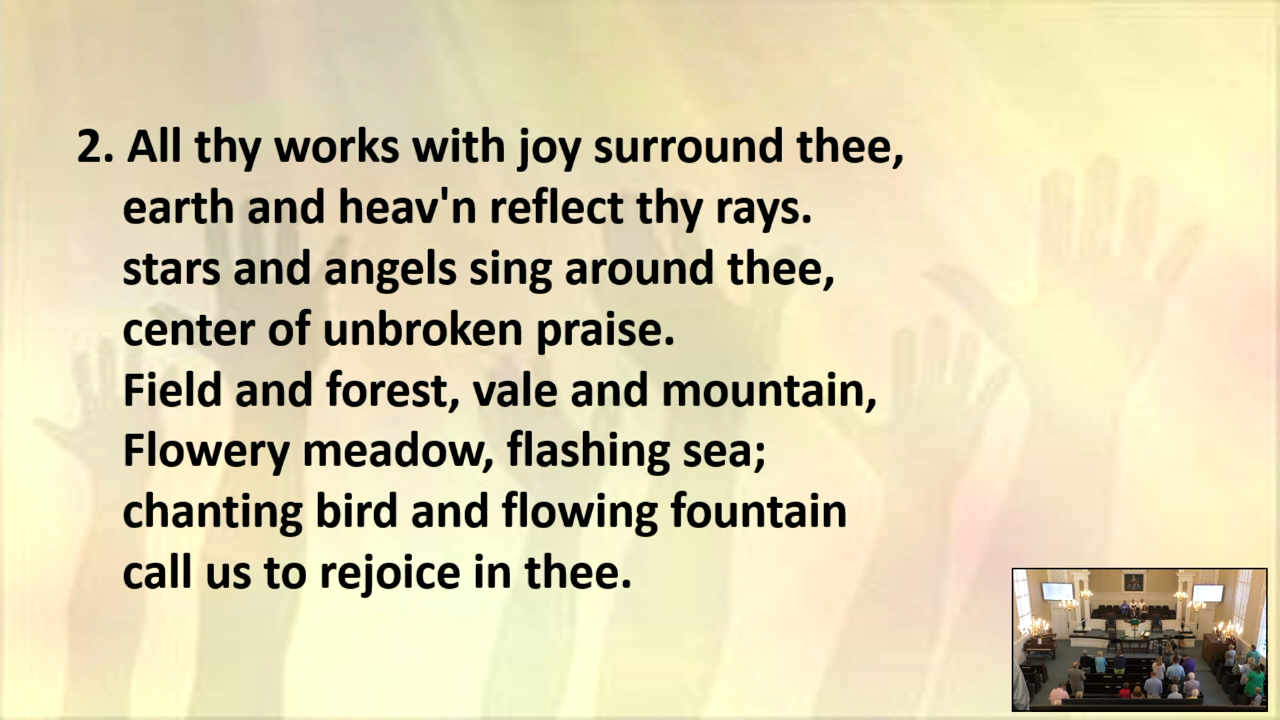 2. All thy works with joy surround thee,
earth and heav'n reflect thy rays.
stars and angels sing around thee,
center of unbroken praise.
Field and forest, vale and mountain,
Flowery meadow, flashing sea;
chanting bird and flowing fountain
call us to rejoice in thee.